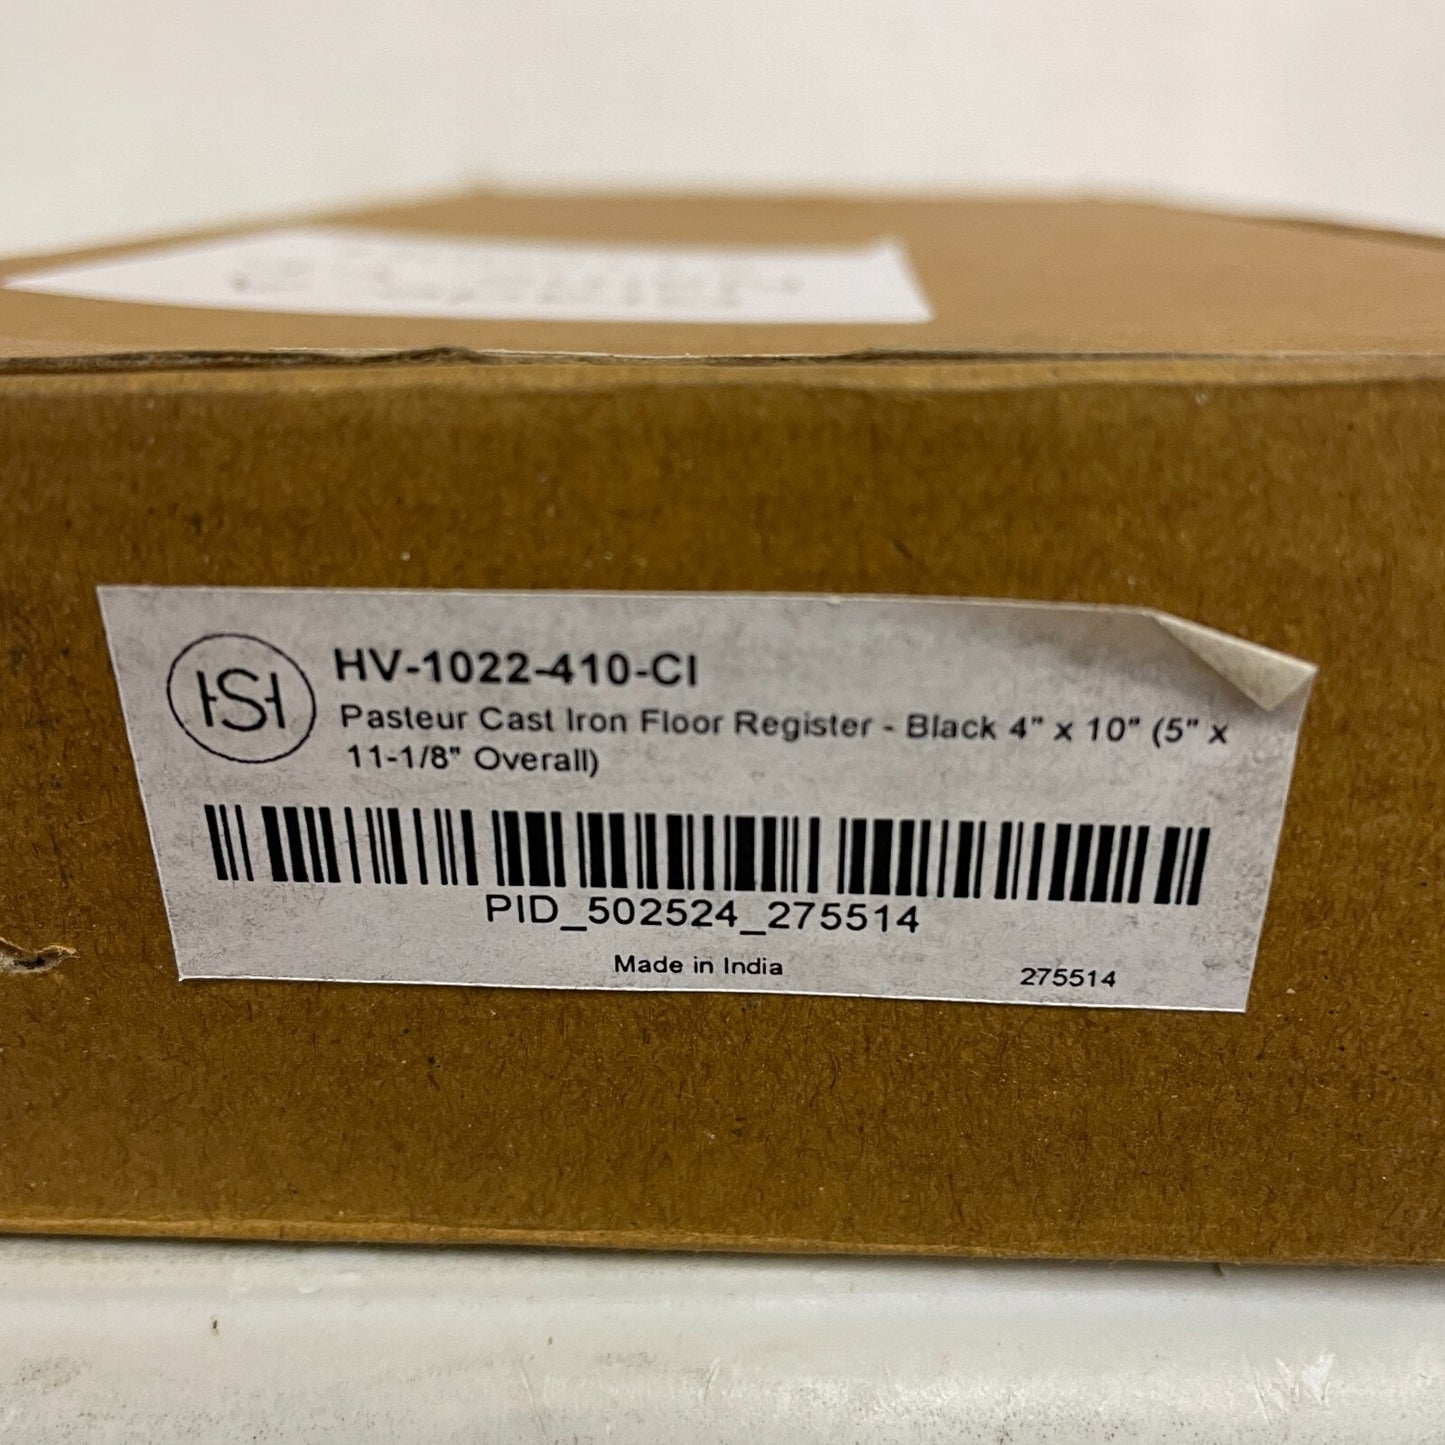 HSH
HV-1022-410-CI
Pasteur Cast Iron Floor Register - Black 4" x 10" (5" x
11-1/8" Overall)
PID_502524_275514
Made in India
275514